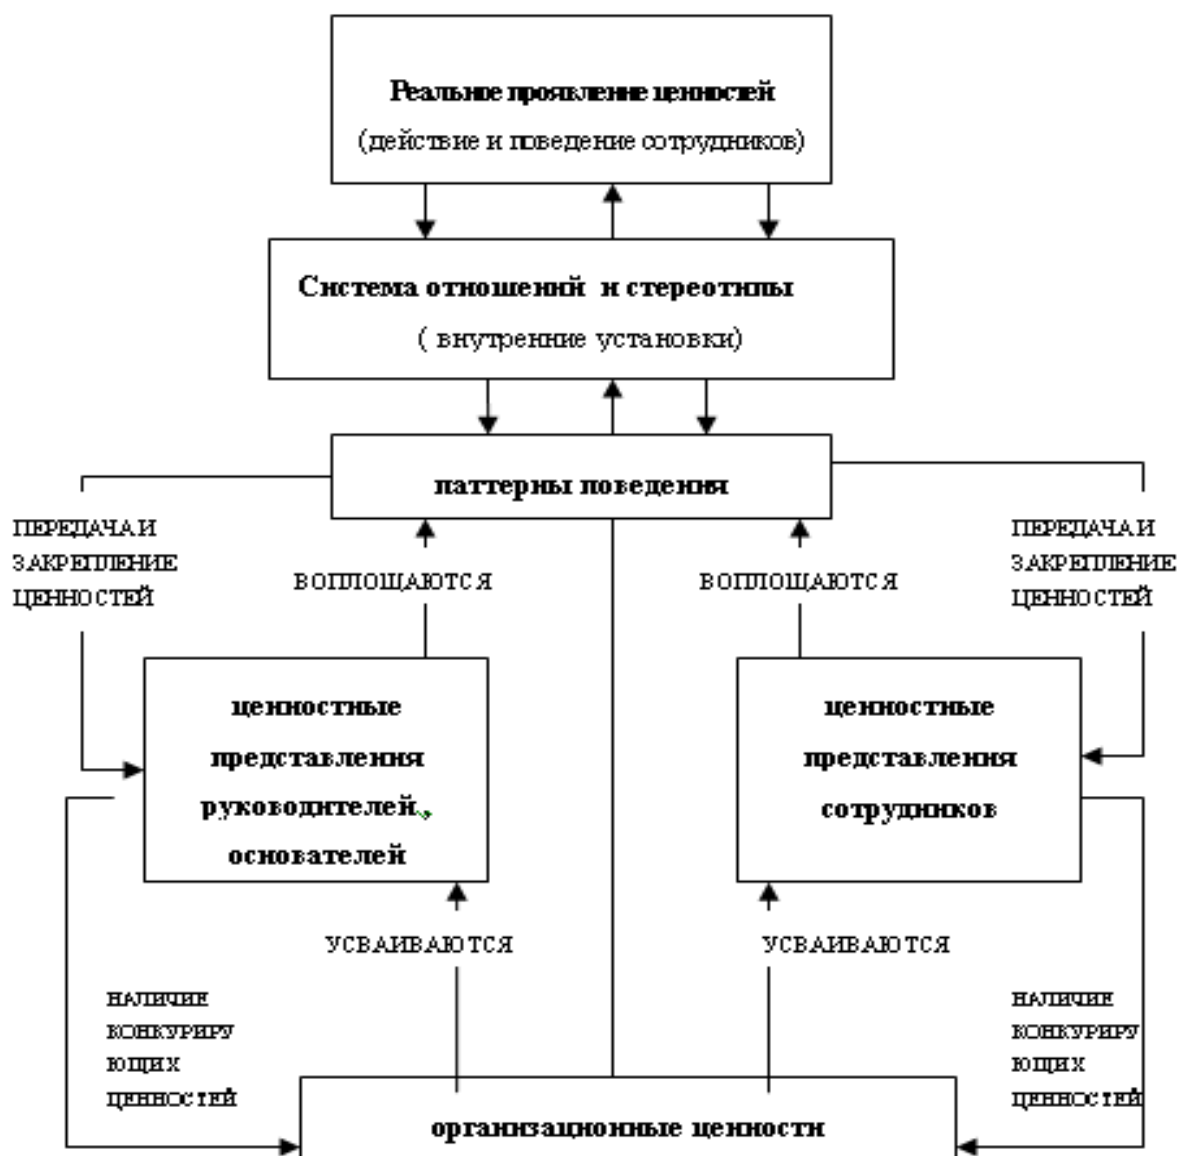 Реальное проявление ценностей
(действие и поведение сотрудников)
Система отношений и стереотипы
( внутренние установки)
паттерны поведения
ПЕРЕДАЧА И
ЗАКРЕПЛЕНИЕ
ЦЕННОСТЕЙ
ВОПЛОЩАЮТСЯ
ВОПЛОЩАЮТСЯ
ПЕРЕДАЧА И
ЗАКРЕПЛЕНИЕ
ЦЕННОСТЕЙ
ценностные
представления
руководителей,
основателей
ценностные
представления
сотрудников
УСВАИВАЮТСЯ
УСВАИВАЮТСЯ
НАЛИЧИЕ
КОНКУРИРУ
ЮЩИХ
ЦЕННОСТЕЙ
НАЛИЧИЕ
КОНКУРИРУ
ЮЩИХ
ЦЕННОСТЕЙ
организационные ценности